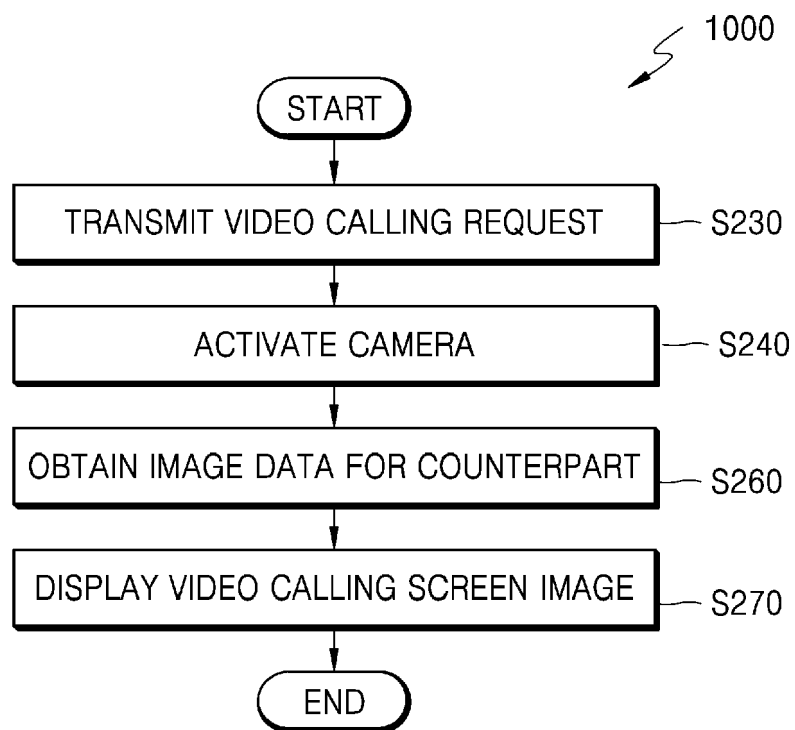 1000
START
TRANSMIT VIDEO CALLING REQUEST
S230
ACTIVATE CAMERA
S240
OBTAIN IMAGE DATA FOR COUNTERPART
S260
DISPLAY VIDEO CALLING SCREEN IMAGE
S270
END